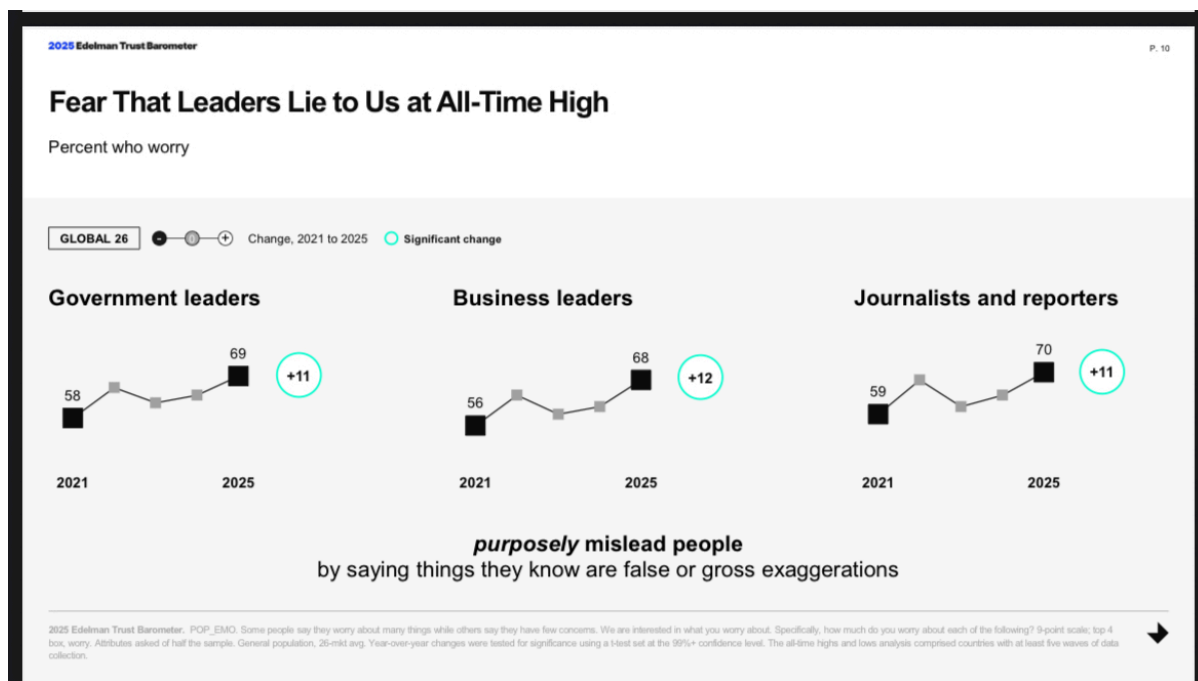 2025 Edelman Trust Barometer
P. 10
Fear That Leaders Lie to Us at All-Time High
Percent who worry
GLOBAL 26
- 0 + Change, 2021 to 2025 Significant change
Government leaders
58
69
+11
2021 2025
Business leaders
56
68
+12
2021 2025
Journalists and reporters
59
70
+11
2021 2025
purposely mislead people
by saying things they know are false or gross exaggerations
2025 Edelman Trust Barometer. POP_EMO. Some people say they worry about many things while others say they have few concerns. We are interested in what you worry about. Specifically, how much do you worry about each of the following? 9-point scale; top 4
box, worry. Attributes asked of half the sample. General population, 26-mkt avg. Year-over-year changes were tested for significance using a t-test set at the 99%+ confidence level. The all-time highs and lows analysis comprised countries with at least five waves of data
collection.